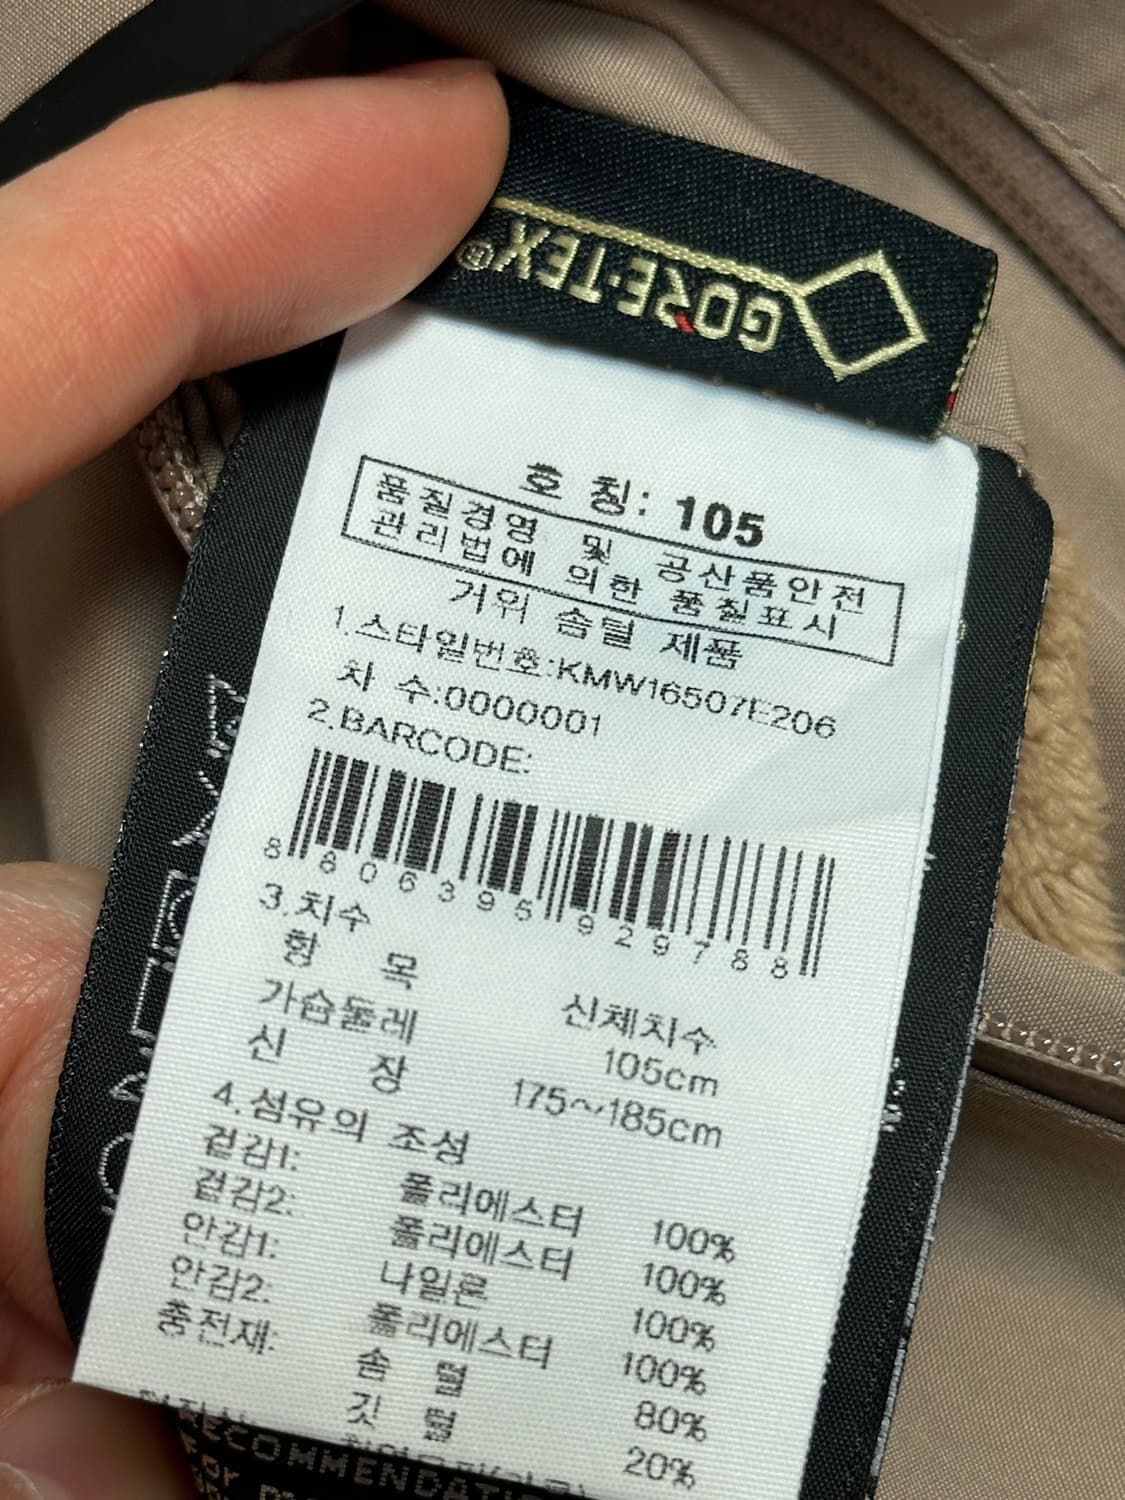 GORE-TEX®
호 칭: 105
품질경영 및 공산품안전
관리법에 의한 품질표시
거위 솜털 제품
1.스타일번호:KMW16507E206
차 수:0000001
2.BARCODE:
8 806395 929788
3.치수
항 목 신체치수
가슴둘레 105cm
신 장 175~185cm
4.섬유의 조성
겉감1: 폴리에스터 100%
겉감2: 폴리에스터 100%
안감1: 나일론 100%
안감2: 폴리에스터 100%
충전재: 솜 털 80%
깃 털 20%